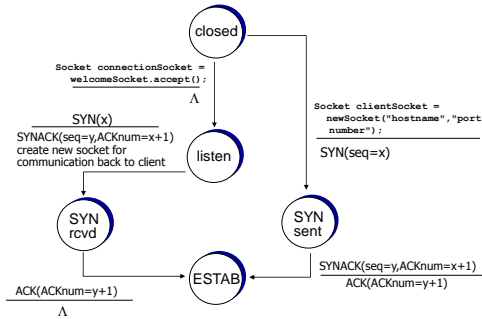 closed
Socket connectionSocket =
welcomeSocket.accept();
Λ
Socket clientSocket =
newSocket("hostname","port
number");
SYN(seq=x)
SYN(x)
SYNACK(seq=y,ACKnum=x+1)
create new socket for
communication back to client
listen
SYN
rcvd
SYN
sent
ESTAB
SYNACK(seq=y,ACKnum=x+1)
ACK(ACKnum=y+1)
ACK(ACKnum=y+1)
Λ